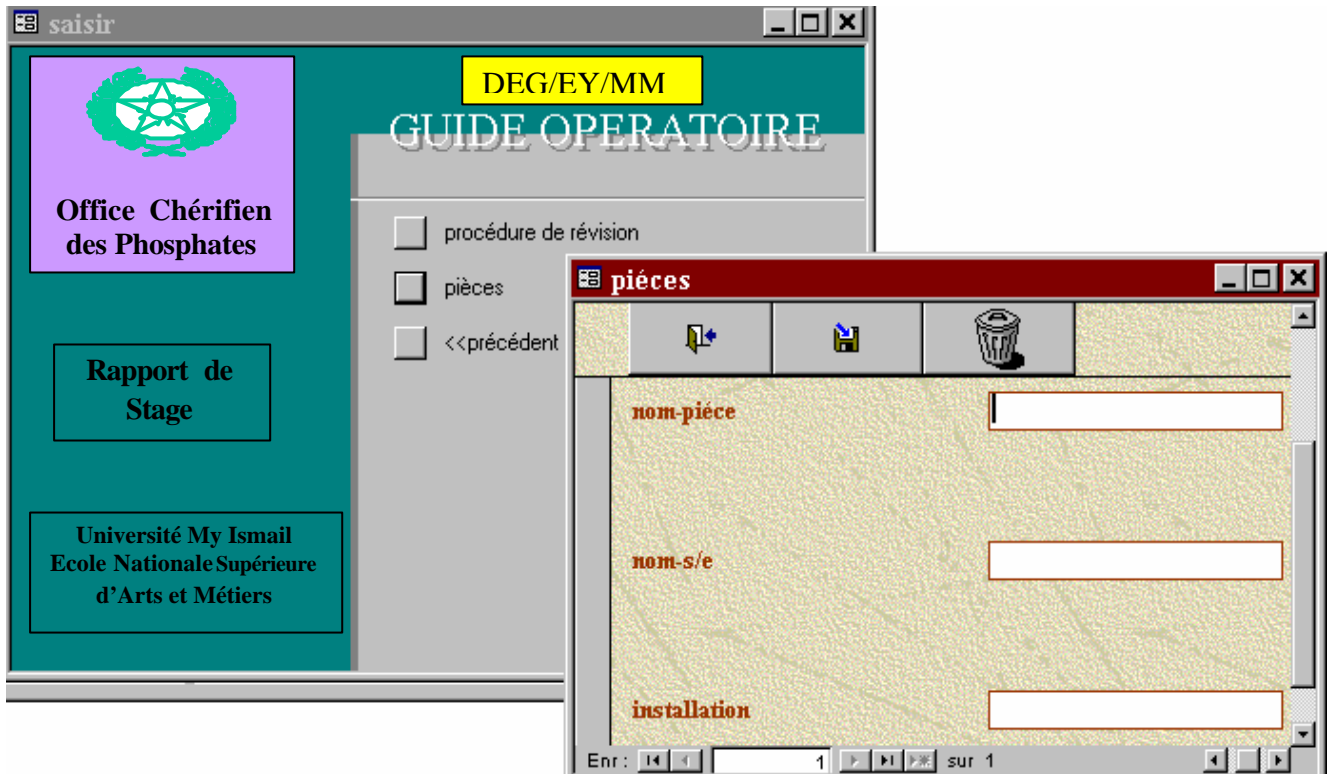 saisir
DEG/EY/MM
GUIDE OPERATOIRE
Office Chérifien
des Phosphates
Rapport de
Stage
Université My Ismail
Ecole Nationale Supérieure
d'Arts et Métiers
procédure de révision
pièces
<<précédent
piéces
nom-piéce
nom-s/e
installation
Enr : 1 sur 1